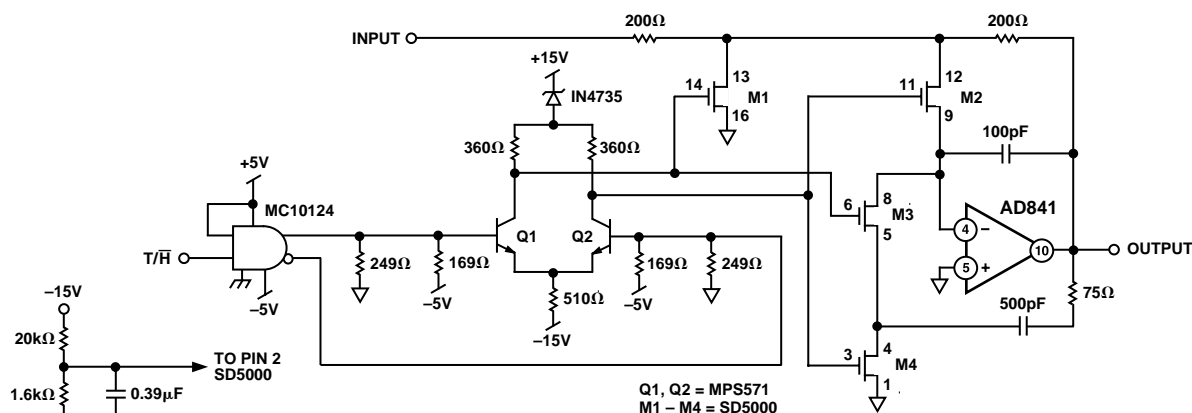 200Ω
200Ω
INPUT
+15V
IN4735
14
13
M1
16
11
12
M2
9
360Ω
360Ω
100pF
+5V
MC10124
8
6
M3
5
AD841
Q1
Q2
4
–
10
OUTPUT
T/H̅
5
+
249Ω
169Ω
169Ω
249Ω
–5V
–5V
–5V
510Ω
–15V
75Ω
500pF
–15V
20kΩ
TO PIN 2
SD5000
3
4
M4
1
1.6kΩ
0.39µF
Q1, Q2 = MPS571
M1 – M4 = SD5000